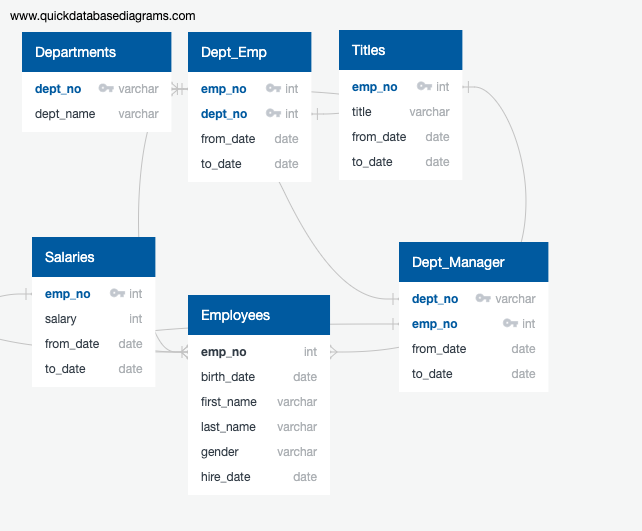 www.quickdatabasediagrams.com
Departments
dept_no varchar
dept_name varchar
Dept_Emp
emp_no int
dept_no int
from_date date
to_date date
Titles
emp_no int
title varchar
from_date date
to_date date
Salaries
emp_no int
salary int
from_date date
to_date date
Employees
emp_no int
birth_date date
first_name varchar
last_name varchar
gender varchar
hire_date date
Dept_Manager
dept_no varchar
emp_no int
from_date date
to_date date